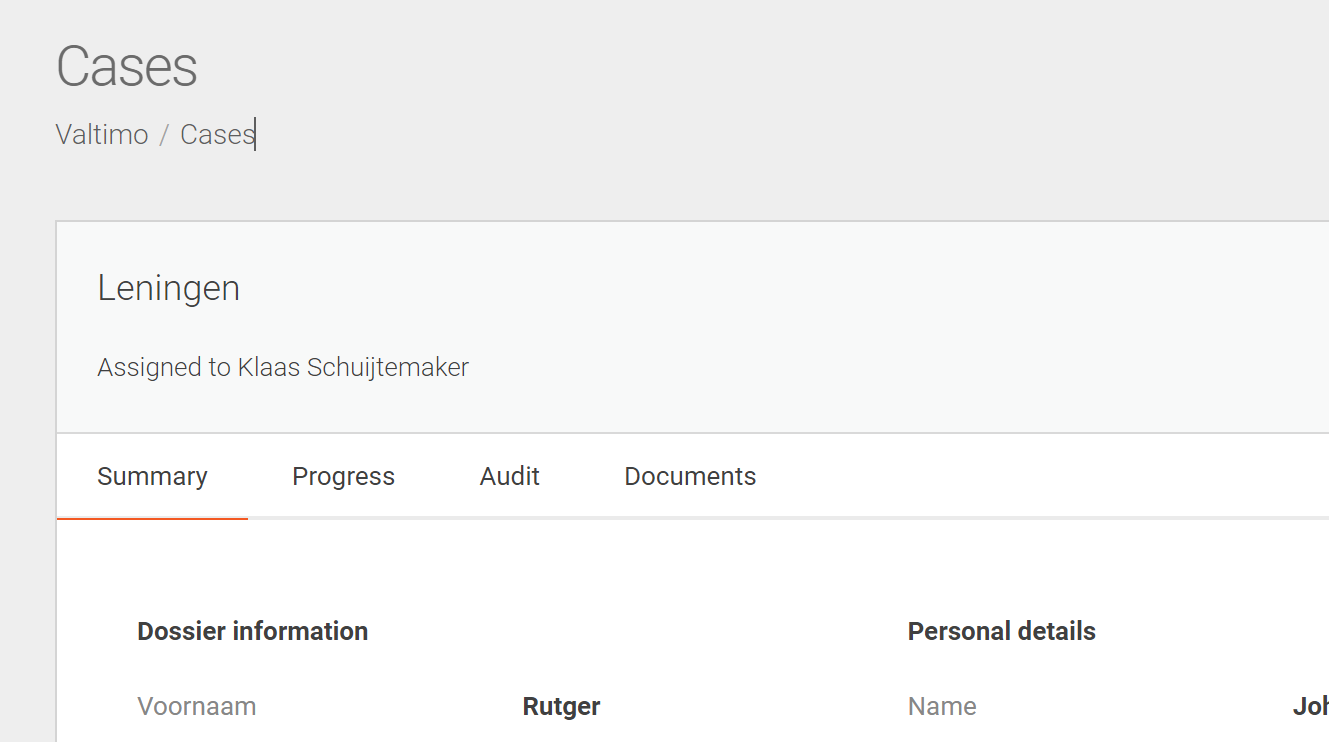 Cases
Valtimo / Cases
Leningen
Assigned to Klaas Schuijtemaker
Summary Progress Audit Documents
Dossier information Personal details
Voornaam Rutger Name